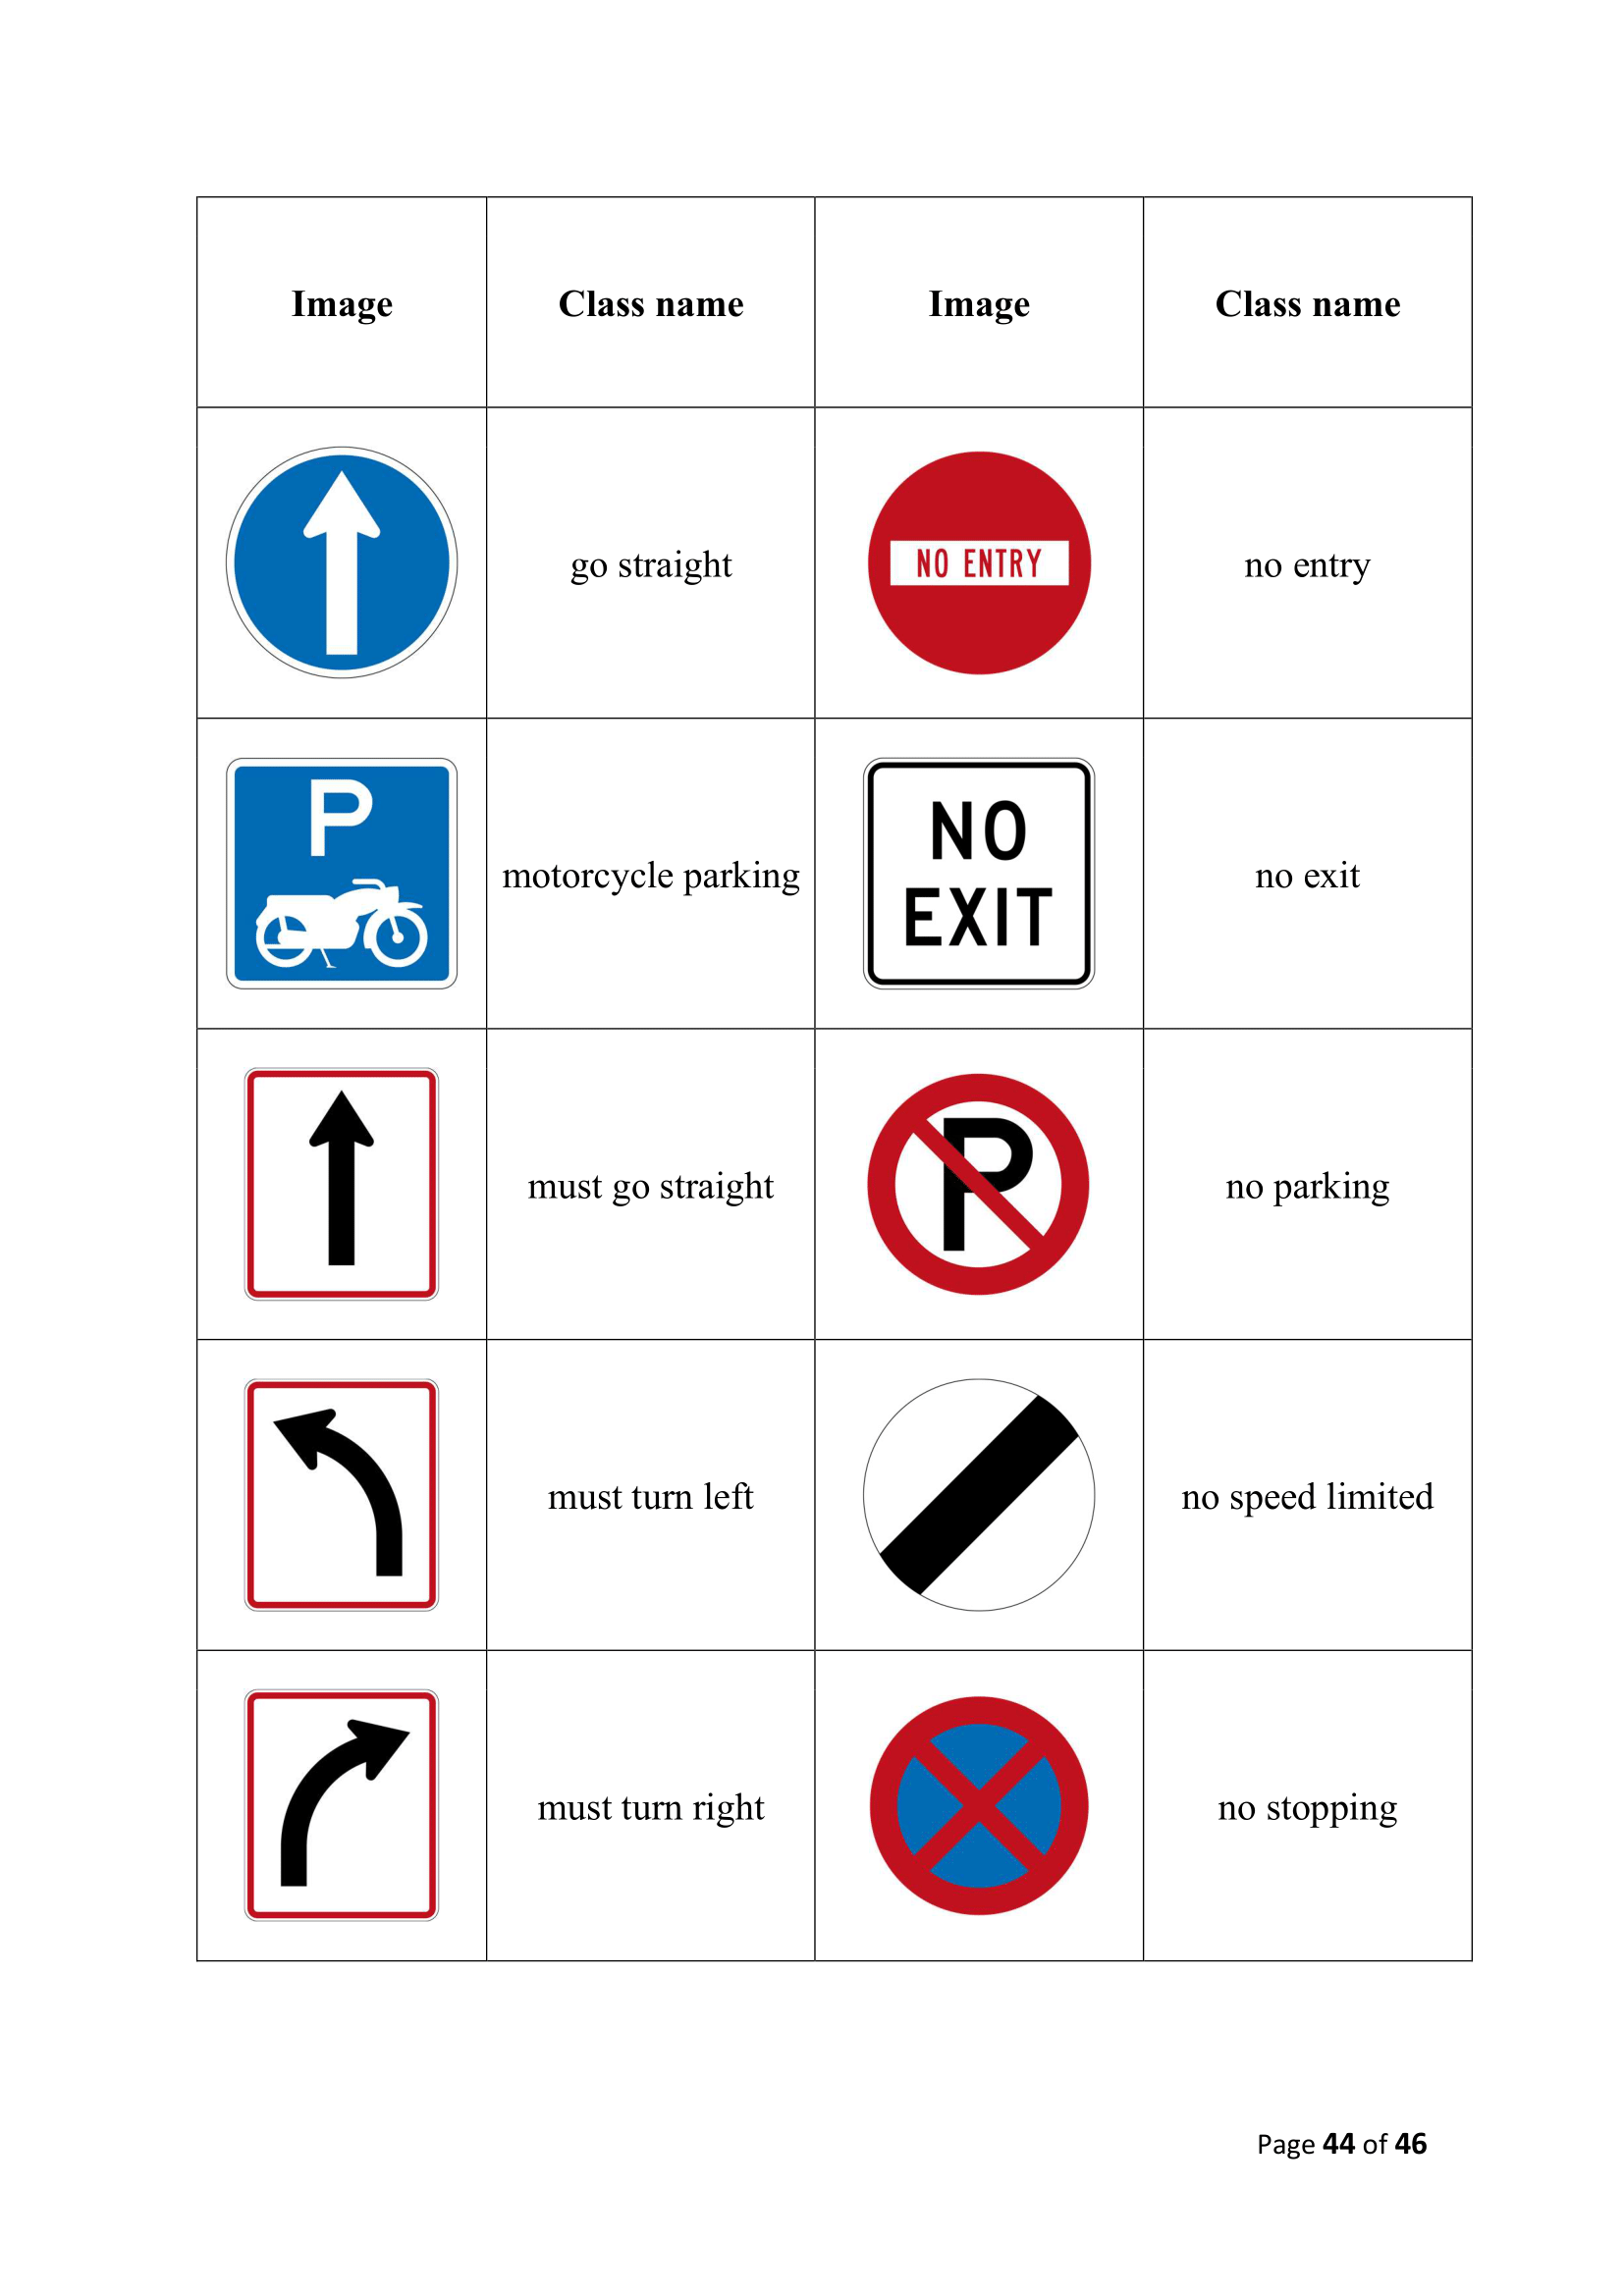 Image Class name Image Class name
go straight NO ENTRY no entry
P motorcycle parking NO EXIT no exit
must go straight P no parking
must turn left no speed limited
must turn right no stopping
Page 44 of 46